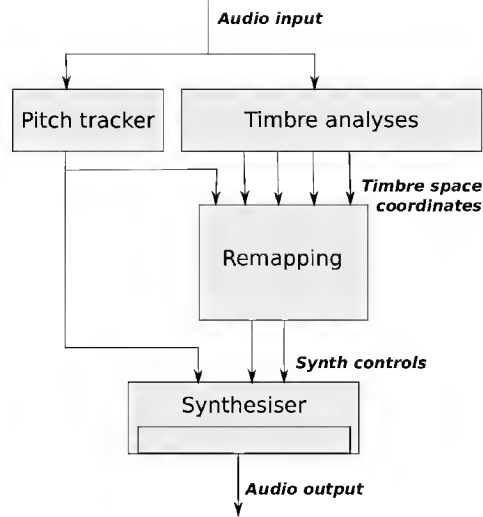 Audio input
Pitch tracker
Timbre analyses
Timbre space
coordinates
Remapping
Synth controls
Synthesiser
Audio output